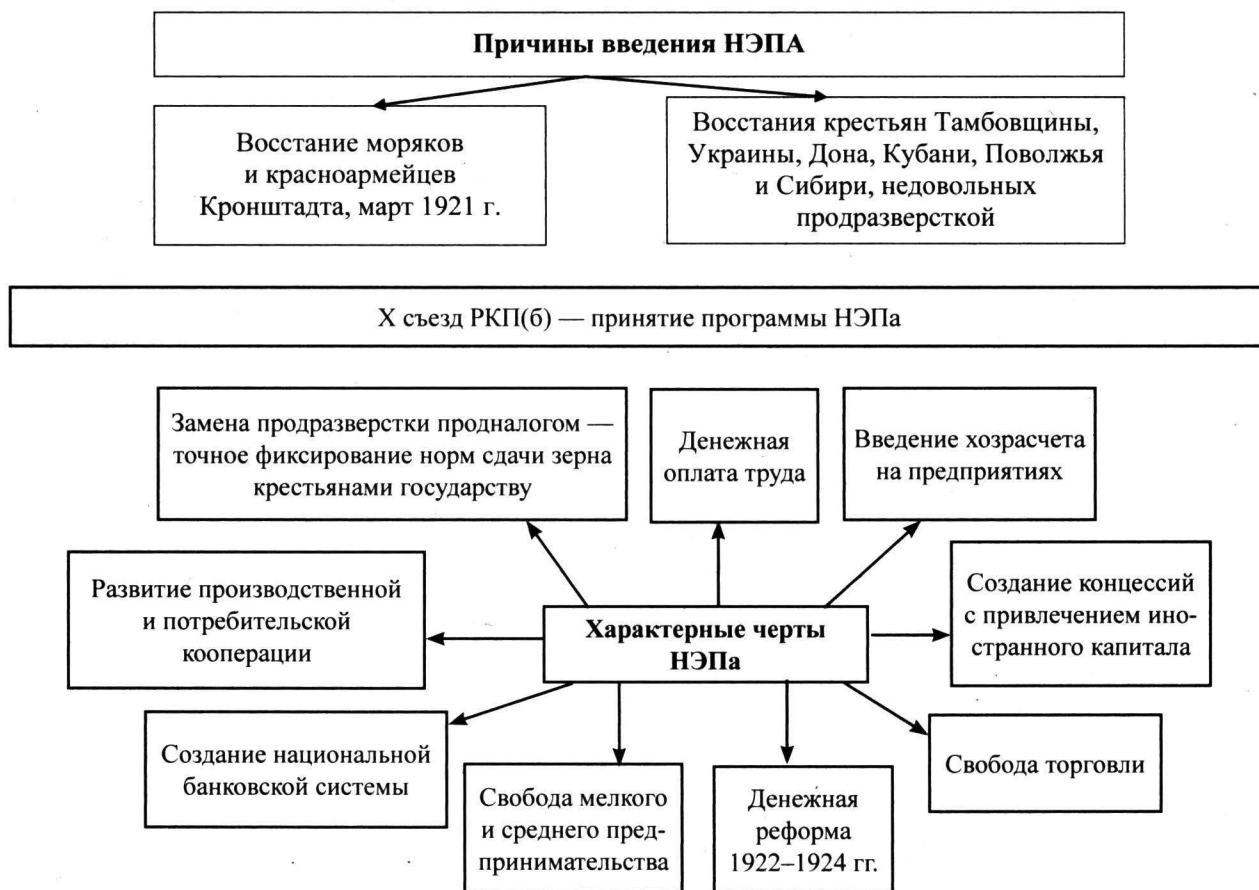 Причины введения НЭПА
Восстание моряков
и красноармейцев
Кронштадта, март 1921 г.
Восстания крестьян Тамбовщины,
Украины, Дона, Кубани, Поволжья
и Сибири, недовольных
продразверсткой
X съезд РКП(б) — принятие программы НЭПа
Замена продразверстки продналогом —
точное фиксирование норм сдачи зерна
крестьянами государству
Денежная
оплата труда
Введение хозрасчета
на предприятиях
Развитие производственной
и потребительской
кооперации
Характерные черты
НЭПа
Создание концессий
с привлечением ино-
странного капитала
Создание национальной
банковской системы
Свобода мелкого
и среднего пред-
принимательства
Денежная
реформа
1922–1924 гг.
Свобода торговли